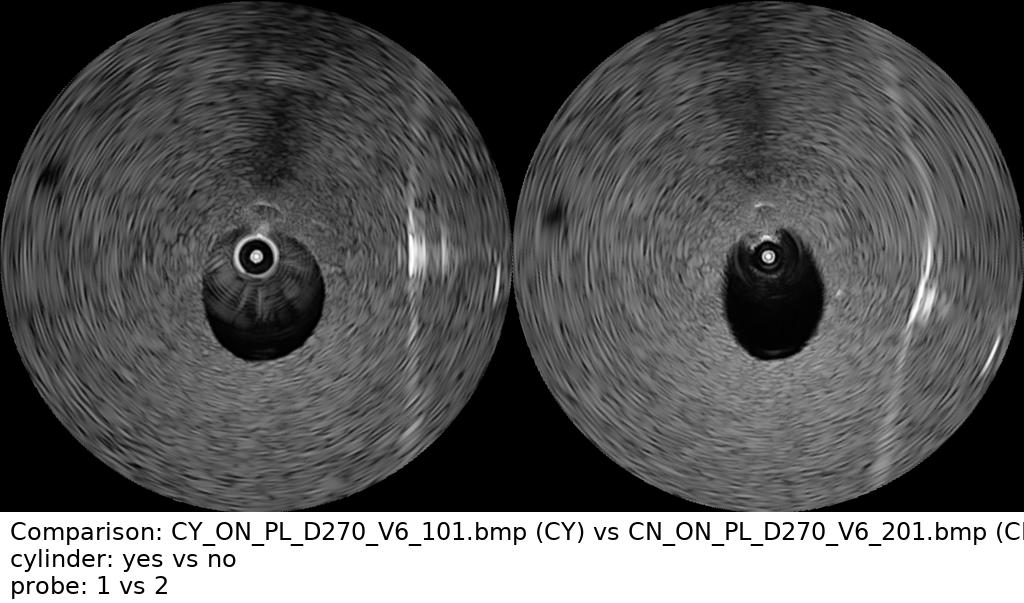 Comparison: CY_ON_PL_D270_V6_101.bmp (CY) vs CN_ON_PL_D270_V6_201.bmp
cylinder: yes vs no
probe: 1 vs 2